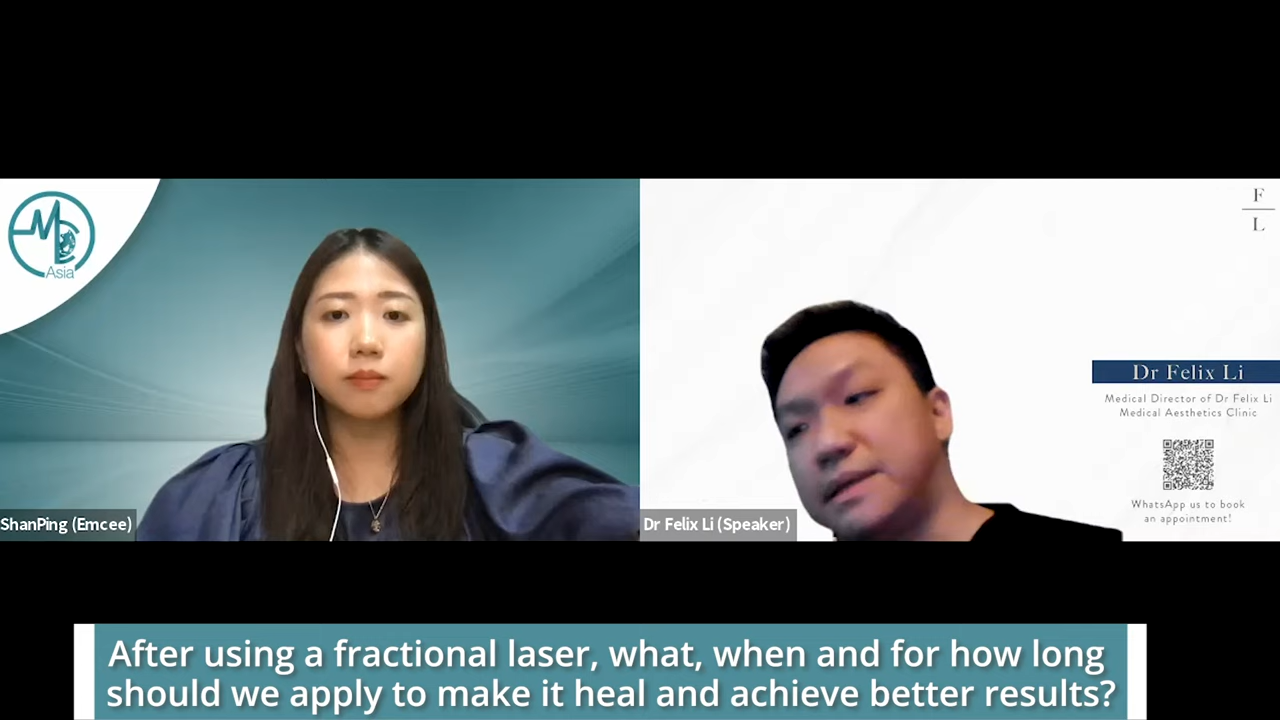 Asia
ShanPing (Emcee)
F
L
Dr Felix Li
Medical Director of Dr Felix Li
Medical Aesthetics Clinic
WhatsApp us to book
an appointment!
Dr Felix Li (Speaker)
After using a fractional laser, what, when and for how long
should we apply to make it heal and achieve better results?